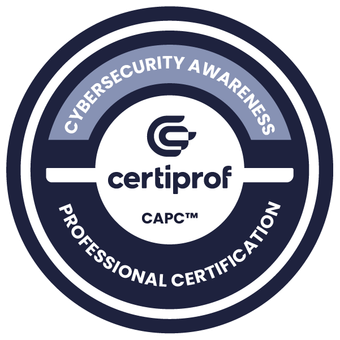 CYBERSECURITY AWARENESS
certiprof
CAPC™
PROFESSIONAL CERTIFICATION